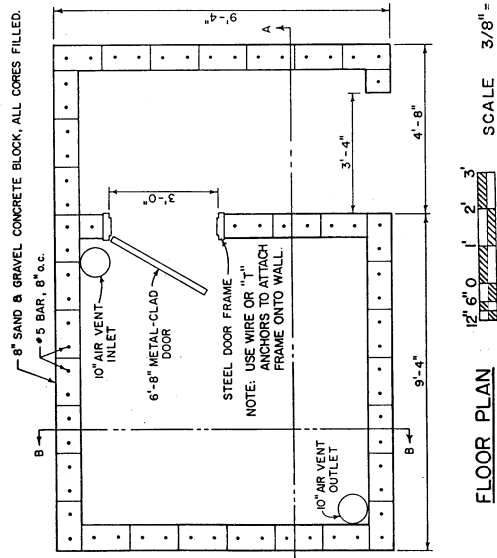 8" SAND & GRAVEL CONCRETE BLOCK, ALL CORES FILLED.
#5 BAR, 8" o.c.
9'-4"
A
B
10" AIR VENT
INLET
3'-0"
6'-8" METAL-CLAD
DOOR
STEEL DOOR FRAME
NOTE: USE WIRE OR "T"
ANCHORS TO ATTACH
FRAME ONTO WALL.
3'-4"
4'-8"
10" AIR VENT
OUTLET
B
9'-4"
FLOOR PLAN
12" 6" 0 1' 2' 3'
SCALE 3/8" =